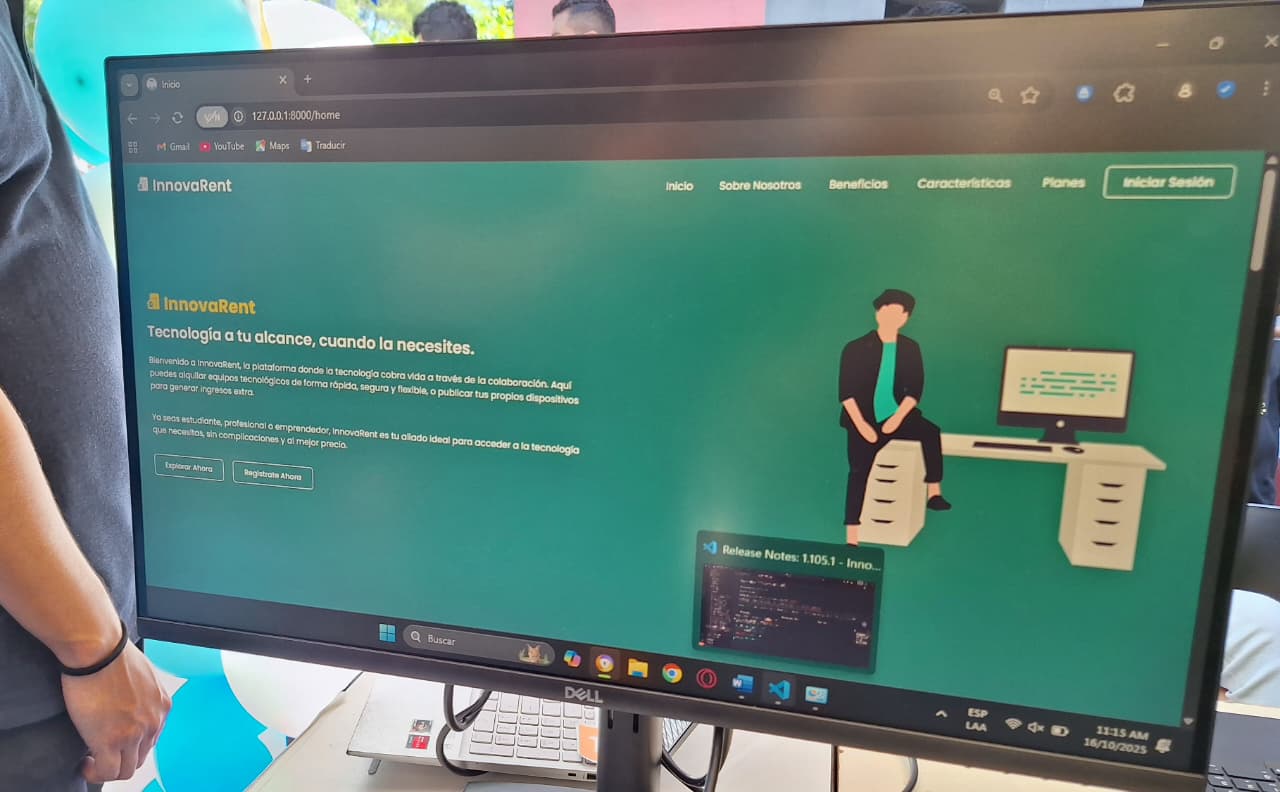 Inicio
127.0.0.1:8000/home
Gmail YouTube Maps Traducir
InnovaRent
Inicio Sobre Nosotros Beneficios Características Planes Iniciar Sesión
InnovaRent
Tecnología a tu alcance, cuando la necesites.
Bienvenido a InnovaRent, la plataforma donde la tecnología cobra vida a través de la colaboración. Aquí
puedes alquilar equipos tecnológicos de forma rápida, segura y flexible, o publicar tus propios dispositivos
para generar ingresos extra.
Ya seas estudiante, profesional o emprendedor, InnovaRent es tu aliado ideal para acceder a la tecnología
que necesitas, sin complicaciones y al mejor precio.
Explorar Ahora Regístrate Ahora
Release Notes: 1.105.1 - Inno...
Buscar
ESP
LAA
11:15 AM
16/10/2025
DELL